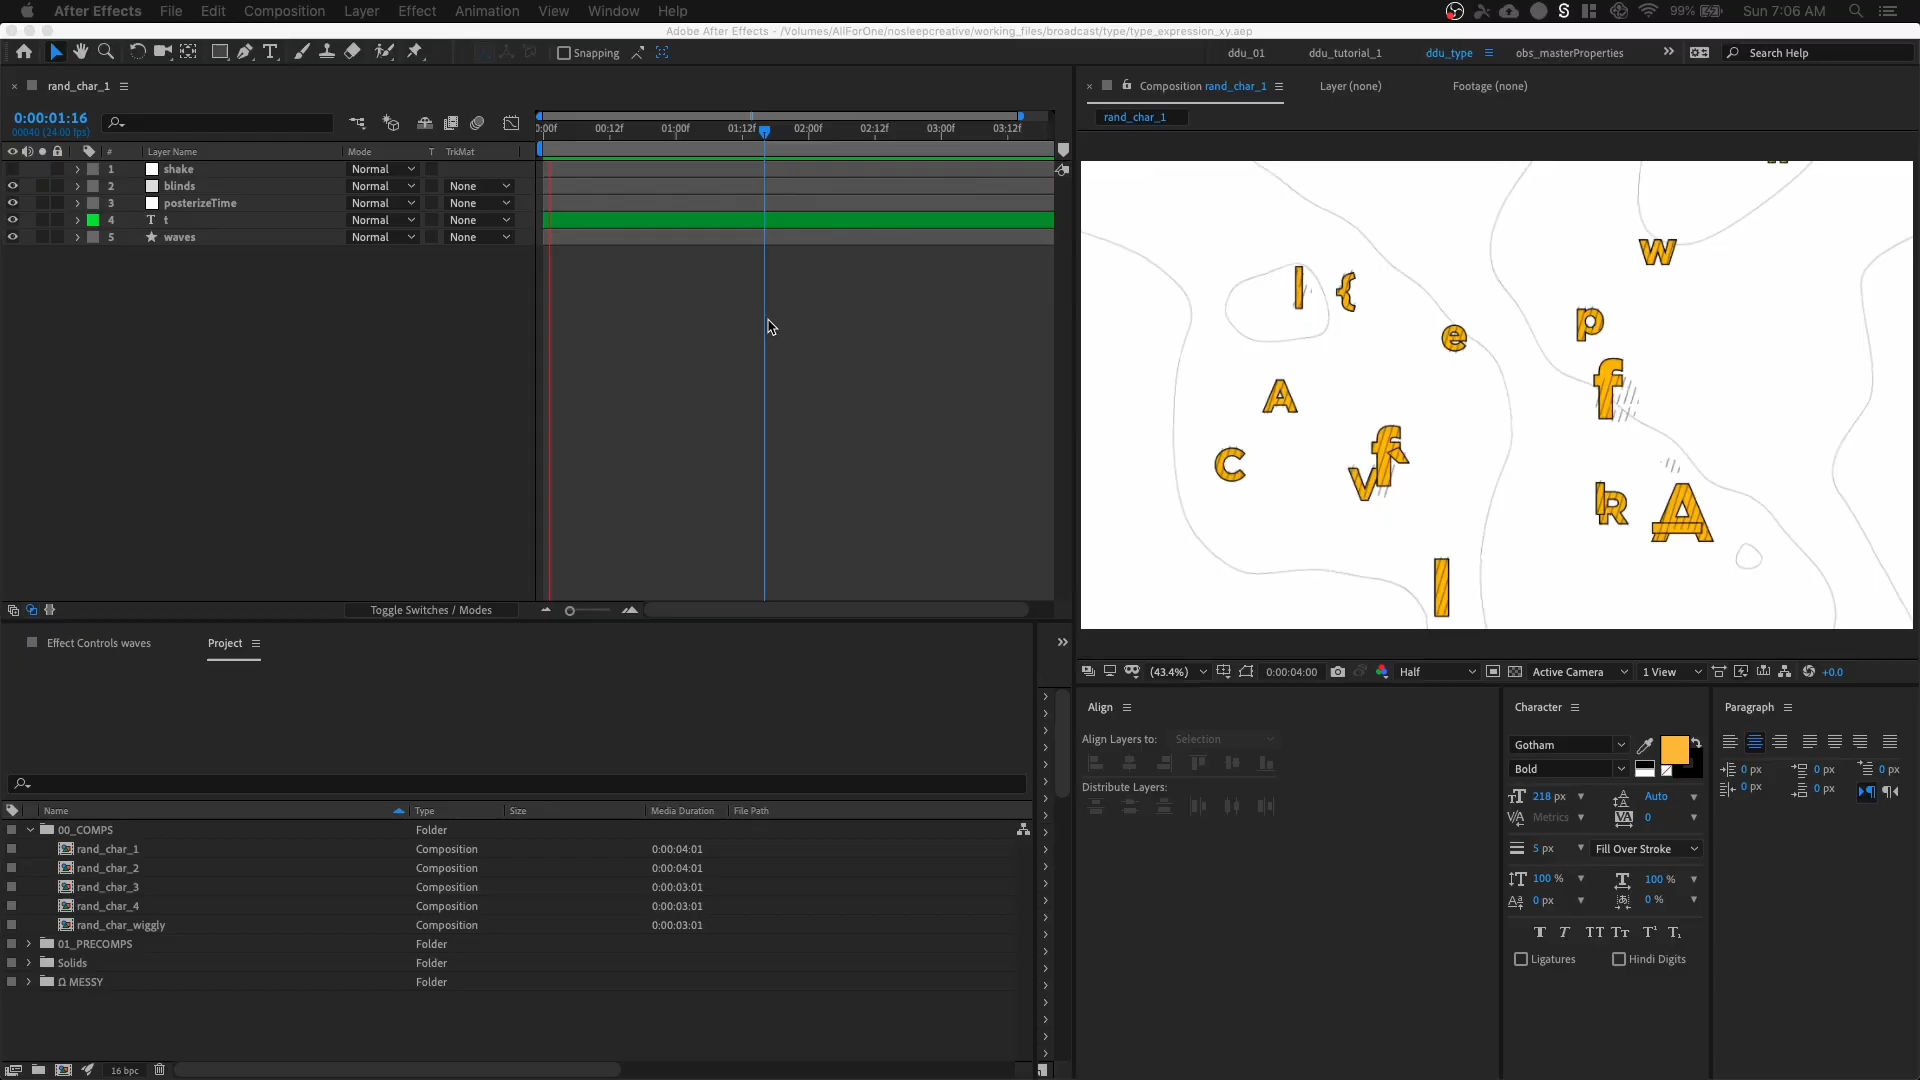 After Effects File Edit Composition Layer Effect Animation View Window Help 99% Sun 7:06 AM
Adobe After Effects - /Volumes/AllForOne/nosleepcreative/working_files/broadcast/type/type_expression_xy.aep
Snapping ddu_01 ddu_tutorial_1 ddu_type obs_masterProperties Search Help
rand_char_1
Composition rand_char_1 Layer (none) Footage (none)
rand_char_1
0:00:01:16
00040 (24.00 fps)
0:00f 00:12f 01:00f 01:12f 02:00f 02:12f 03:00f 03:12f
# Layer Name Mode T TrkMat
1 shake Normal
2 blinds Normal None
3 posterizeTime Normal None
4 T t Normal None
5 waves Normal None
w
l {
e
p
f
A
f
C
v
R
A
l
Toggle Switches / Modes
Effect Controls waves Project
(43.4%) 0:00:04:00 Half Active Camera 1 View +0.0
Name Type Size Media Duration File Path
00_COMPS Folder
rand_char_1 Composition 0:00:04:01
rand_char_2 Composition 0:00:04:01
rand_char_3 Composition 0:00:03:01
rand_char_4 Composition 0:00:03:01
rand_char_wiggly Composition 0:00:03:01
01_PRECOMPS Folder
Solids Folder
Ω MESSY Folder
16 bpc
Align
Align Layers to: Selection
Distribute Layers:
Character
Gotham
Bold
218 px Auto
Metrics 0
5 px Fill Over Stroke
100 % 100 %
0 px 0 %
T T TT Tt T¹ T₁
Ligatures Hindi Digits
Paragraph
0 px 0 px 0 px
0 px 0 px